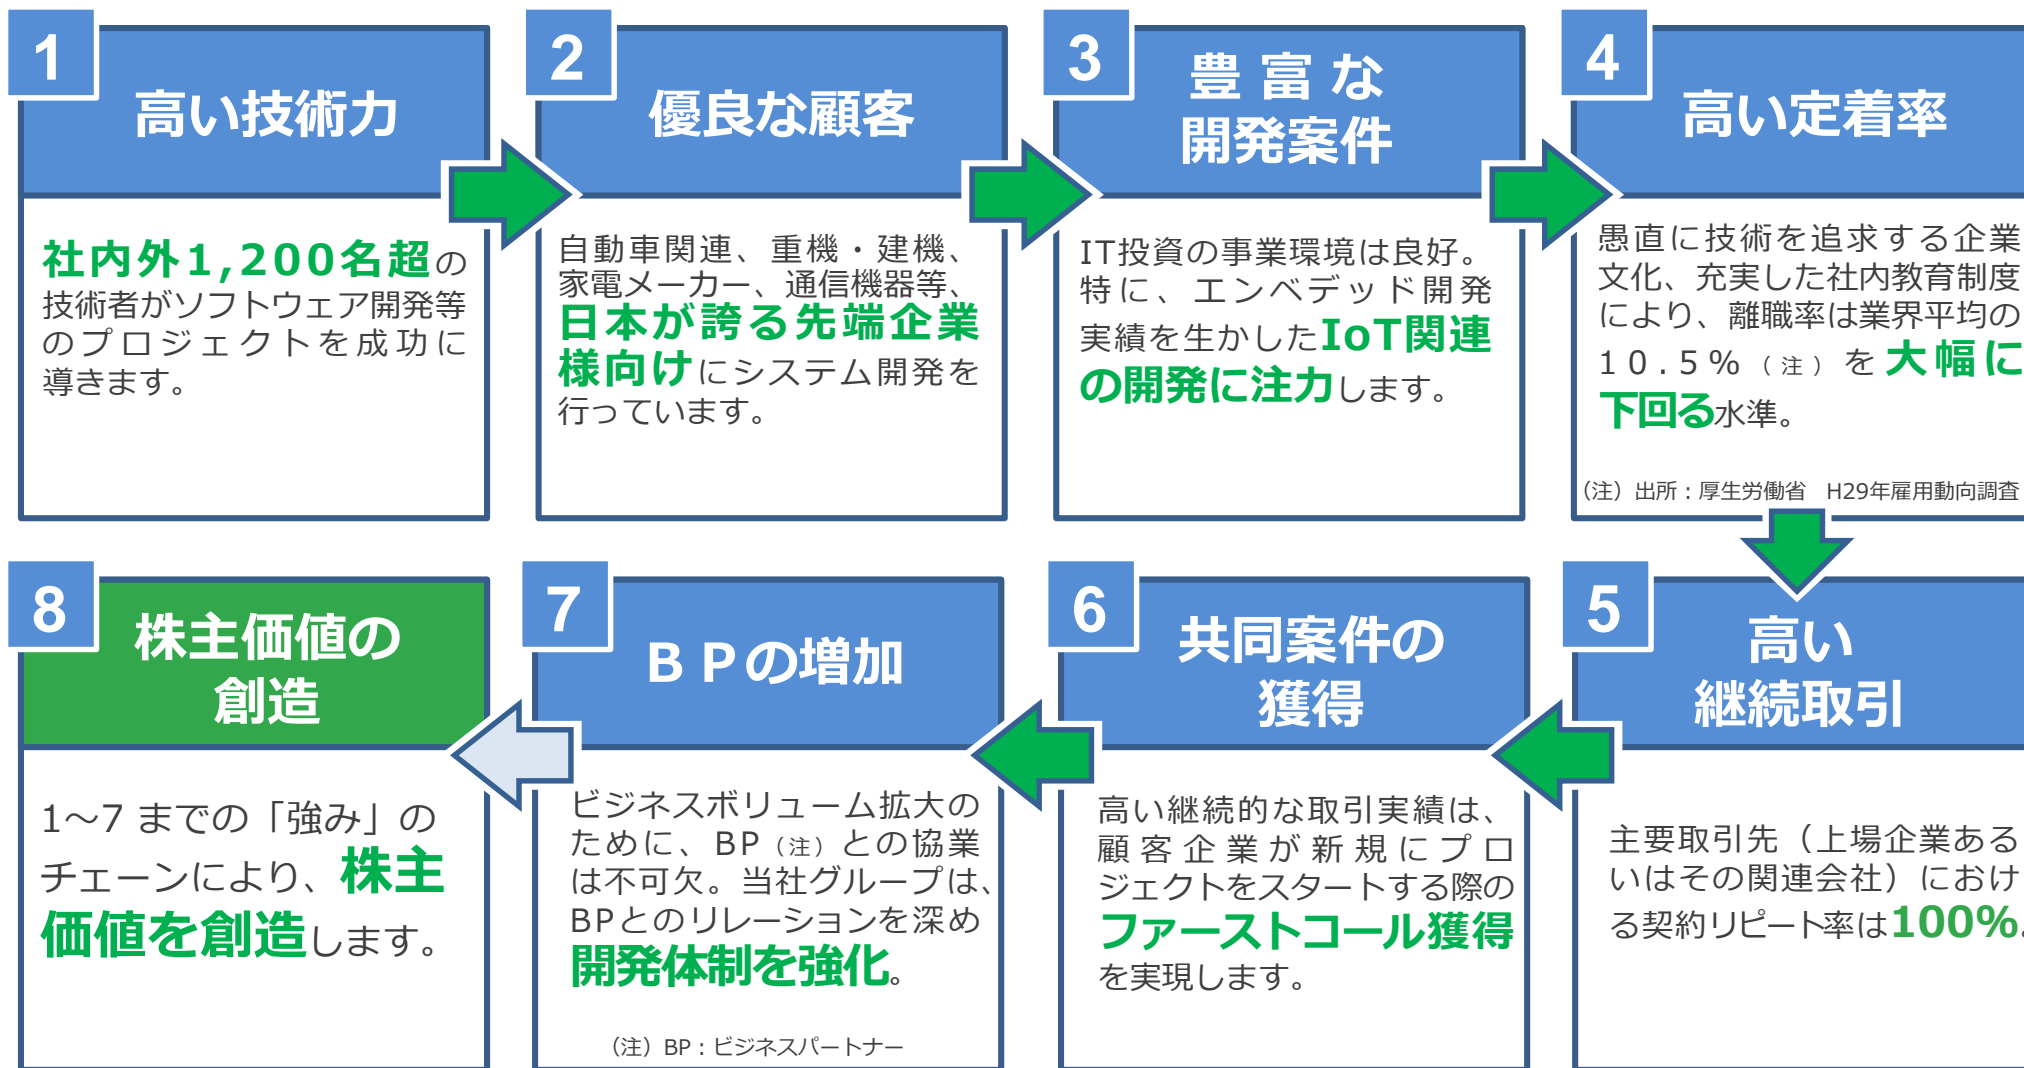 1
高い技術力
社内外1,200名超の
技術者がソフトウェア開発等
のプロジェクトを成功に
導きます。
2
優良な顧客
自動車関連、重機・建機、
家電メーカー、通信機器等、
日本が誇る先端企業
様向けにシステム開発を
行っています。
3
豊富な
開発案件
IT投資の事業環境は良好。
特に、エンベデッド開発
実績を生かしたIoT関連
の開発に注力します。
4
高い定着率
愚直に技術を追求する企業
文化、充実した社内教育制度
により、離職率は業界平均の
10.5%（注）を大幅に
下回る水準。
（注）出所：厚生労働省　H29年雇用動向調査
5
高い
継続取引
主要取引先（上場企業ある
いはその関連会社）におけ
る契約リピート率は100%。
6
共同案件の
獲得
高い継続的な取引実績は、
顧客企業が新規にプロ
ジェクトをスタートする際の
ファーストコール獲得
を実現します。
7
ＢＰの増加
ビジネスボリューム拡大の
ために、BP（注）との協業
は不可欠。当社グループは、
BPとのリレーションを深め
開発体制を強化。
（注）BP：ビジネスパートナー
8
株主価値の
創造
1～7 までの「強み」の
チェーンにより、株主
価値を創造します。